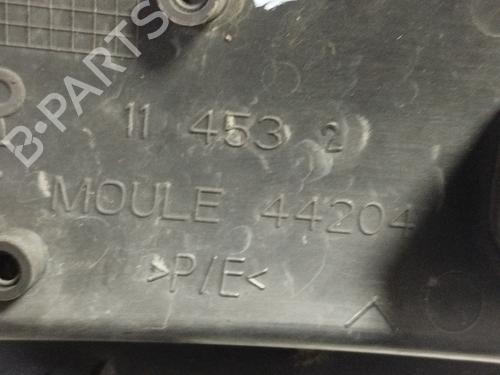 B-PARTS
R
11 453 2
MOULE 44204
>P/E<